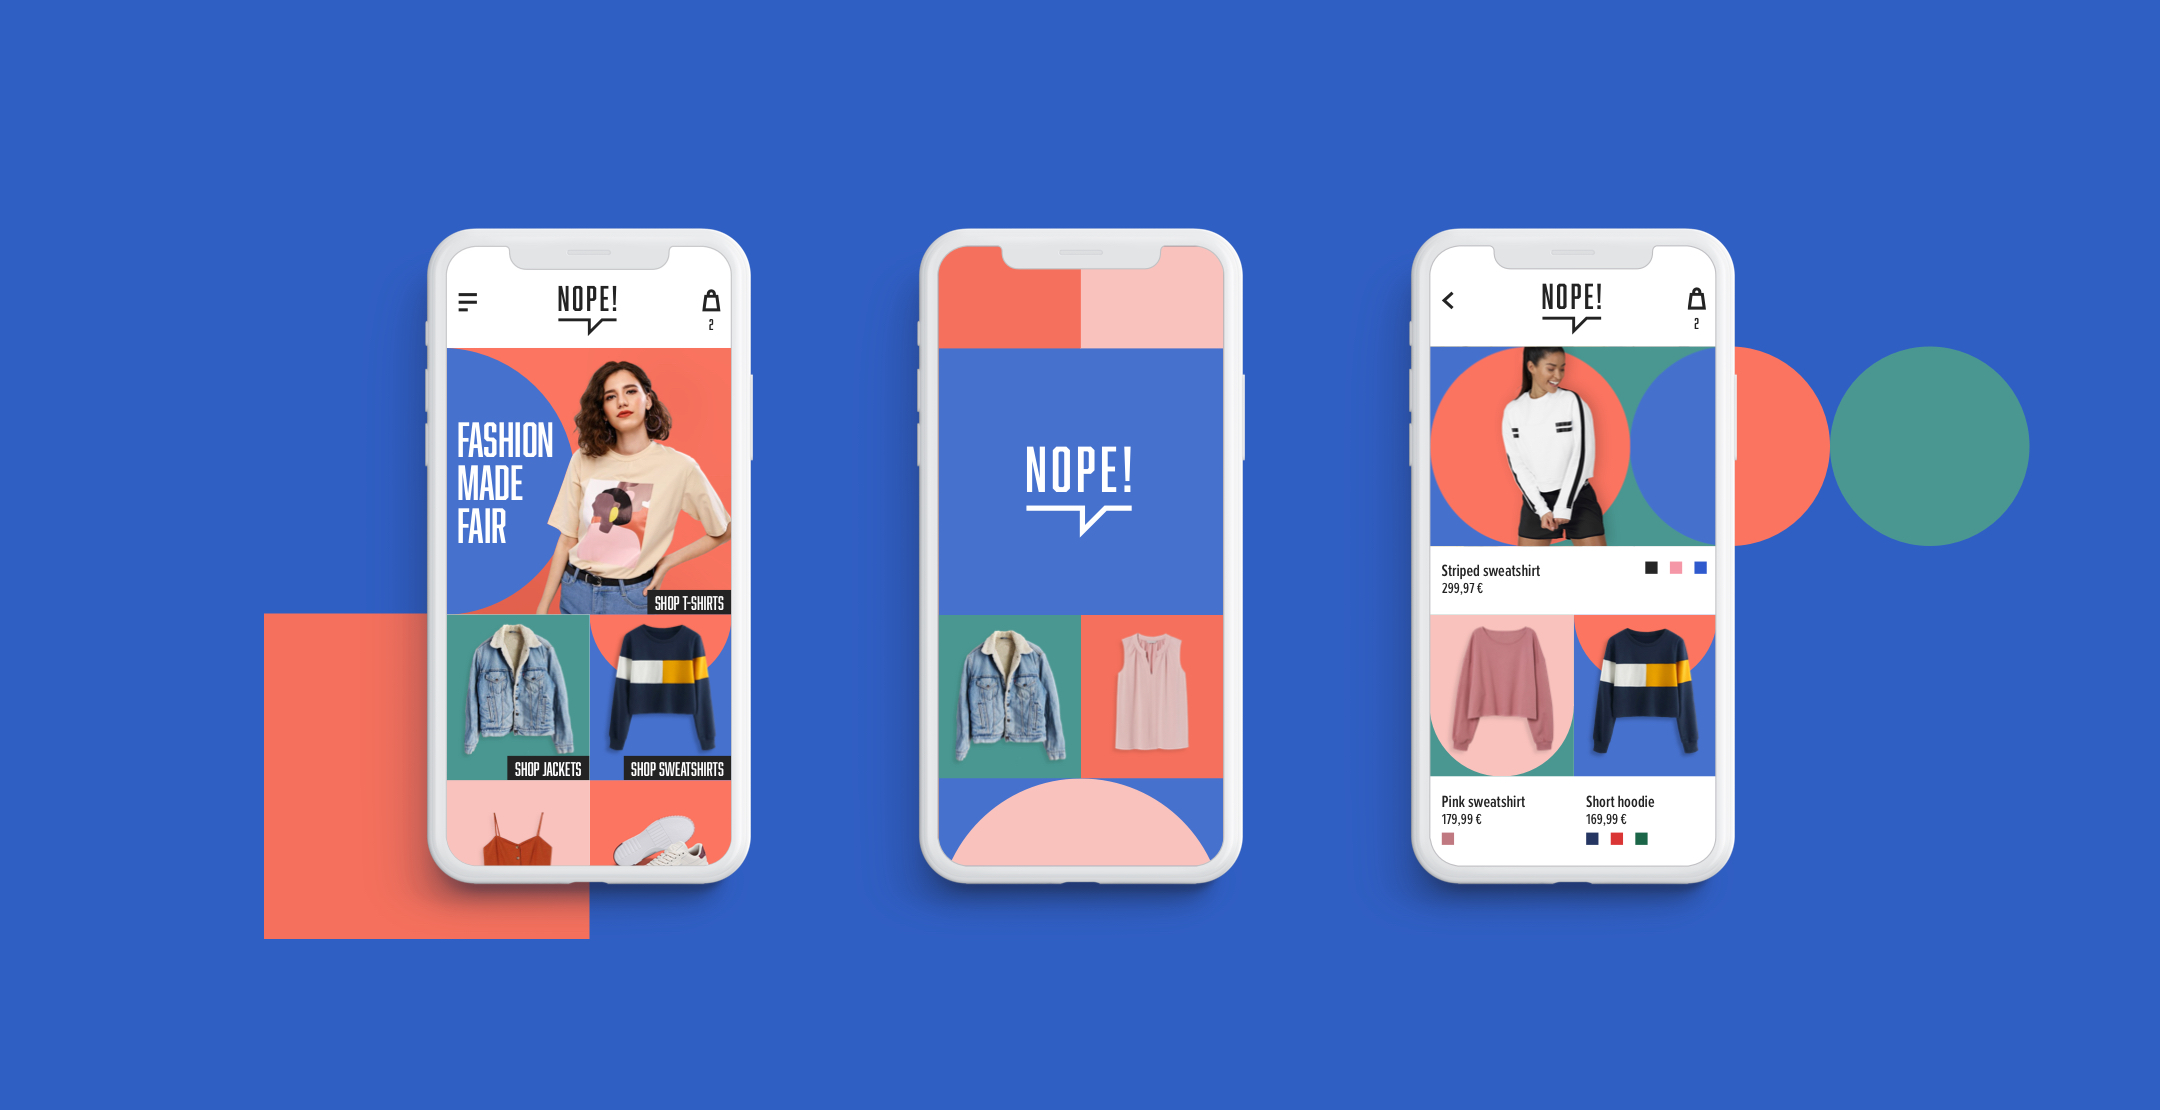 NOPE!
2
FASHION
MADE
FAIR
SHOP T-SHIRTS
SHOP JACKETS
SHOP SWEATSHIRTS
NOPE!
NOPE!
2
Striped sweatshirt
299,97 €
Pink sweatshirt
179,99 €
Short hoodie
169,99 €